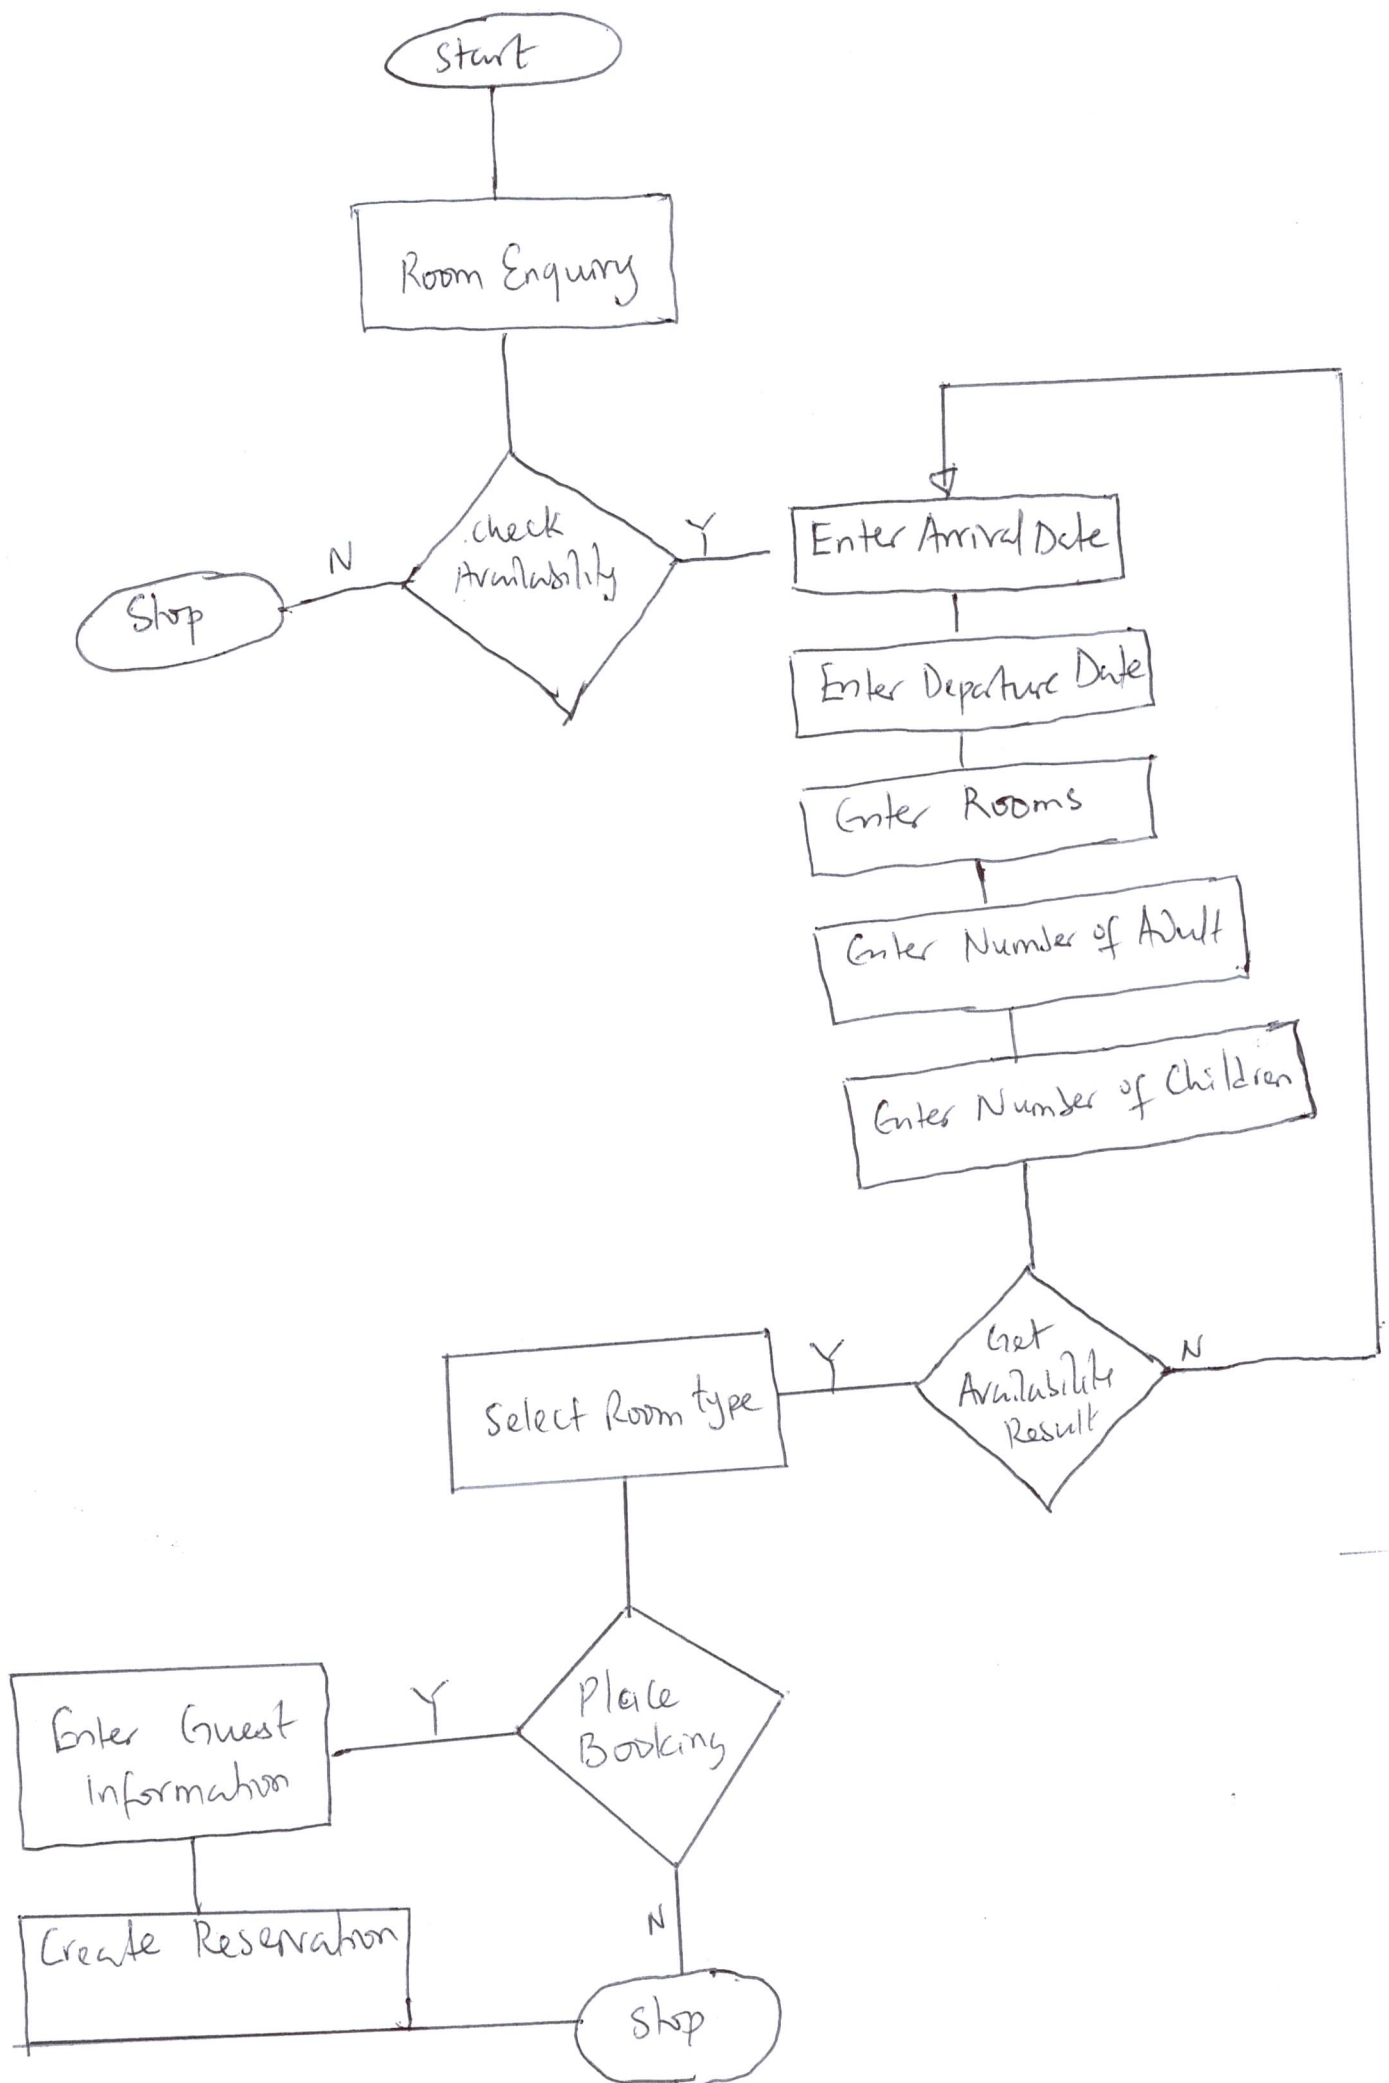 Start
Room Enquiry
Check
Availability
N
Y
Stop
Enter Arrival Date
Enter Departure Date
Enter Rooms
Enter Number of Adult
Enter Number of Children
Get
Availabilite
Result
N
Y
Select Room type
Place
Booking
Y
Enter Guest
information
N
Create Reservation
Stop